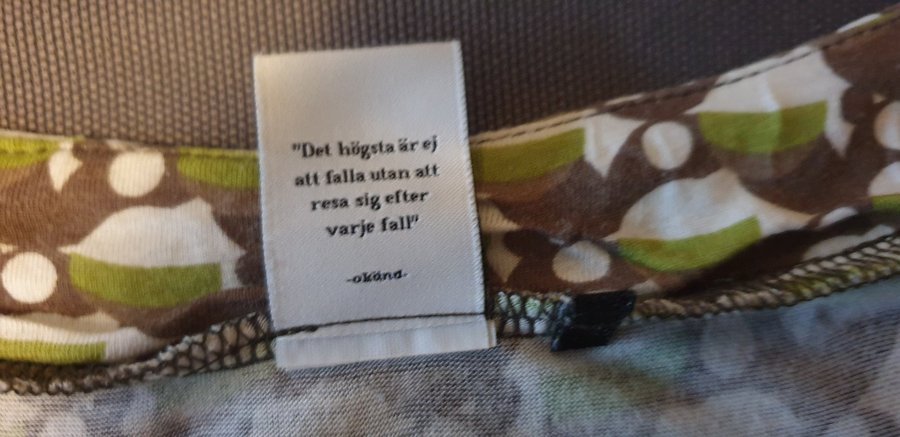 "Det högsta är ej
att falla utan att
resa sig efter
varje fall"
-okänd-